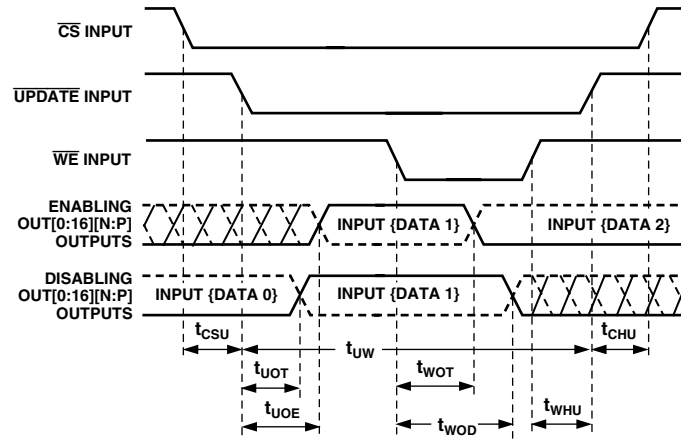 CS INPUT
UPDATE INPUT
WE INPUT
ENABLING
OUT[0:16][N:P]
OUTPUTS
INPUT {DATA 1}
INPUT {DATA 2}
DISABLING
OUT[0:16][N:P]
OUTPUTS
INPUT {DATA 0}
INPUT {DATA 1}
tCSU
tUW
tCHU
tUOT
tWOT
tUOE
tWOD
tWHU